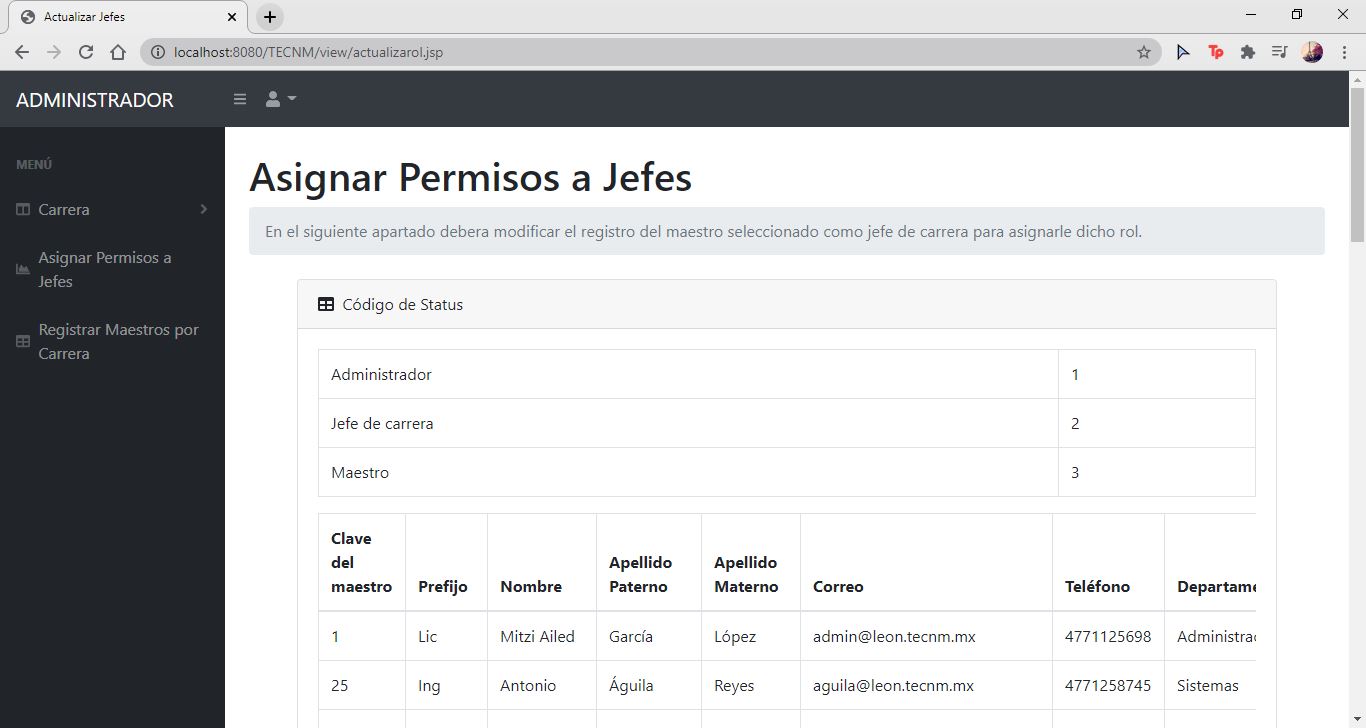 Actualizar Jefes
localhost:8080/TECNM/view/actualizarol.jsp
Tp
ADMINISTRADOR
MENÚ
Carrera
Asignar Permisos a
Jefes
Registrar Maestros por
Carrera
Asignar Permisos a Jefes
En el siguiente apartado debera modificar el registro del maestro seleccionado como jefe de carrera para asignarle dicho rol.
Código de Status
Administrador 1
Jefe de carrera 2
Maestro 3
Clave del maestro Prefijo Nombre Apellido Paterno Apellido Materno Correo Teléfono Departame
1 Lic Mitzi Ailed García López admin@leon.tecnm.mx 4771125698 Administrac
25 Ing Antonio Águila Reyes aguila@leon.tecnm.mx 4771258745 Sistemas